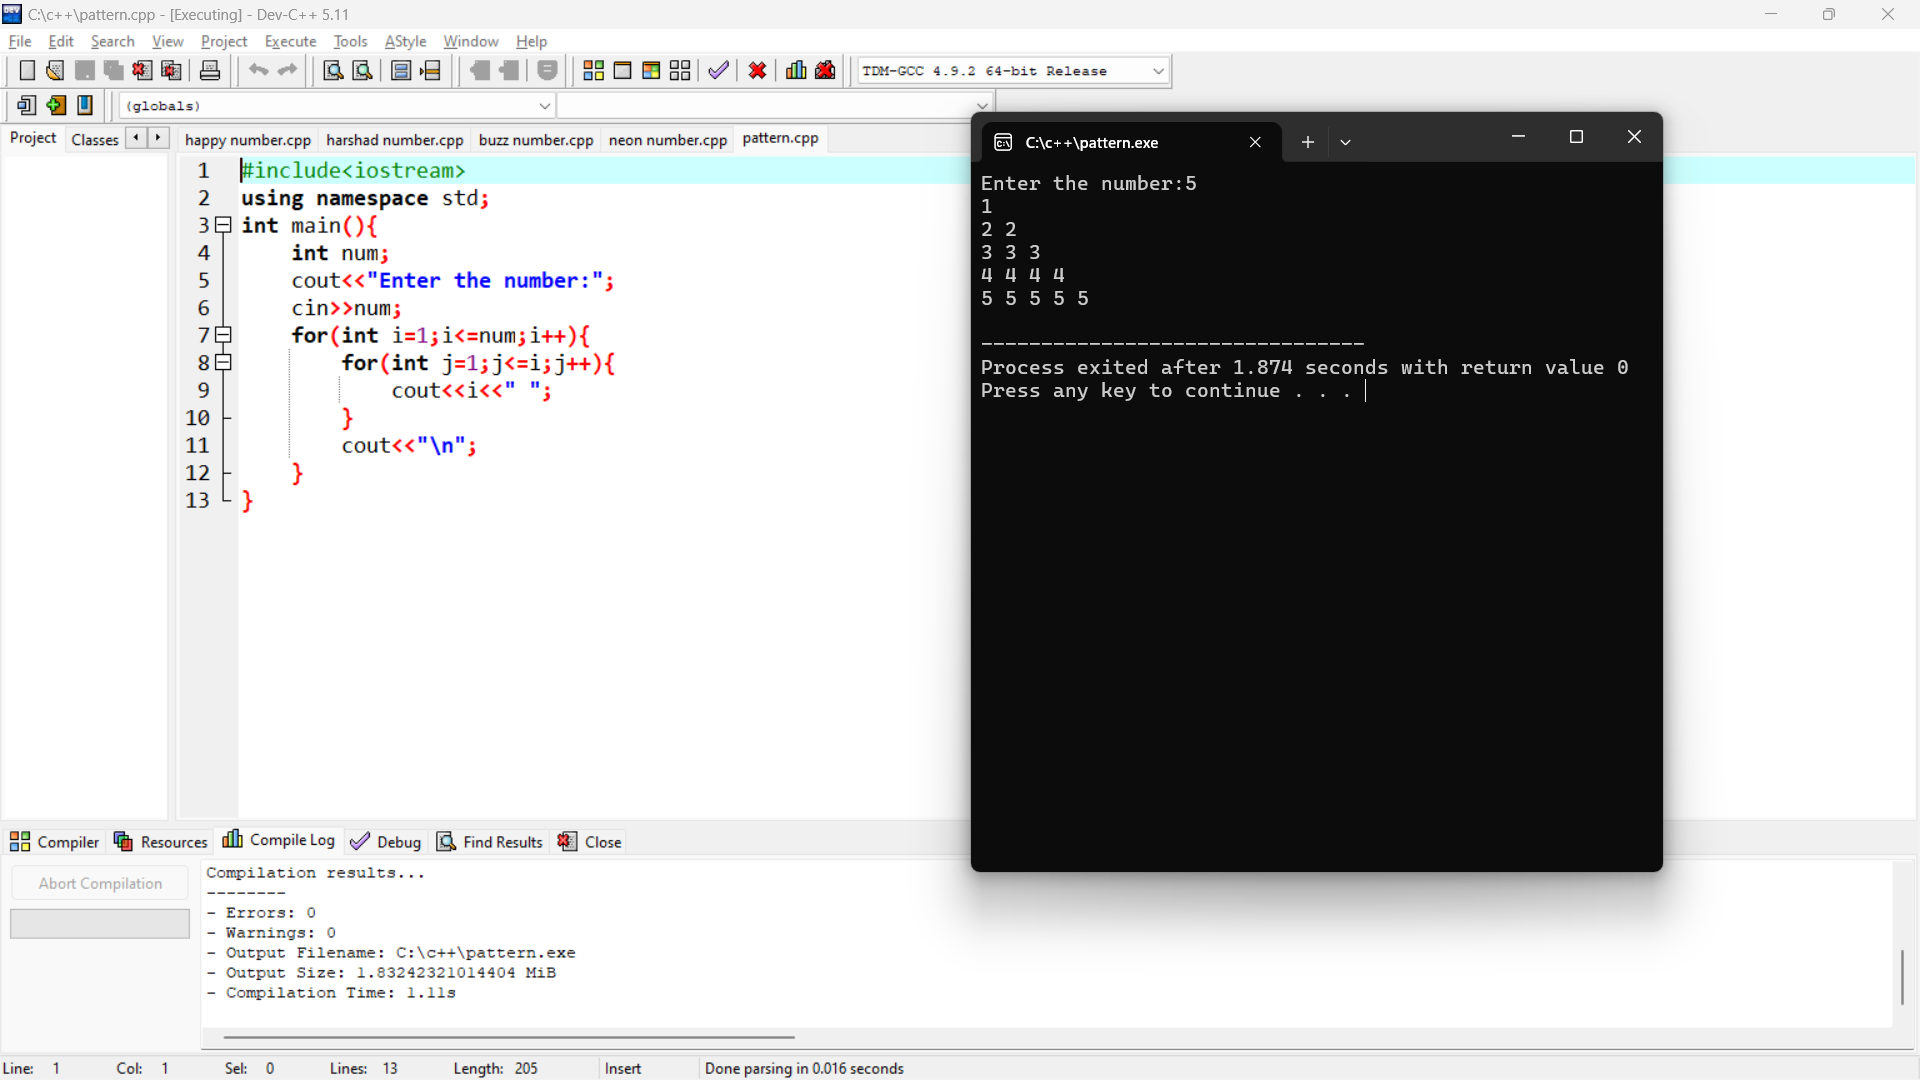 C:\c++\pattern.cpp - [Executing] - Dev-C++ 5.11
File Edit Search View Project Execute Tools AStyle Window Help
TDM-GCC 4.9.2 64-bit Release
(globals)
Project Classes happy number.cpp harshad number.cpp buzz number.cpp neon number.cpp pattern.cpp
1 #include<iostream>
2 using namespace std;
3 int main(){
4 int num;
5 cout<<"Enter the number:";
6 cin>>num;
7 for(int i=1;i<=num;i++){
8 for(int j=1;j<=i;j++){
9 cout<<i<<" ";
10 }
11 cout<<"\n";
12 }
13 }
C:\c++\pattern.exe
Enter the number:5
1
2 2
3 3 3
4 4 4 4
5 5 5 5 5
--------------------------------
Process exited after 1.874 seconds with return value 0
Press any key to continue . . .
Compiler Resources Compile Log Debug Find Results Close
Abort Compilation
Compilation results...
--------
- Errors: 0
- Warnings: 0
- Output Filename: C:\c++\pattern.exe
- Output Size: 1.83242321014404 MiB
- Compilation Time: 1.11s
Line: 1 Col: 1 Sel: 0 Lines: 13 Length: 205 Insert Done parsing in 0.016 seconds